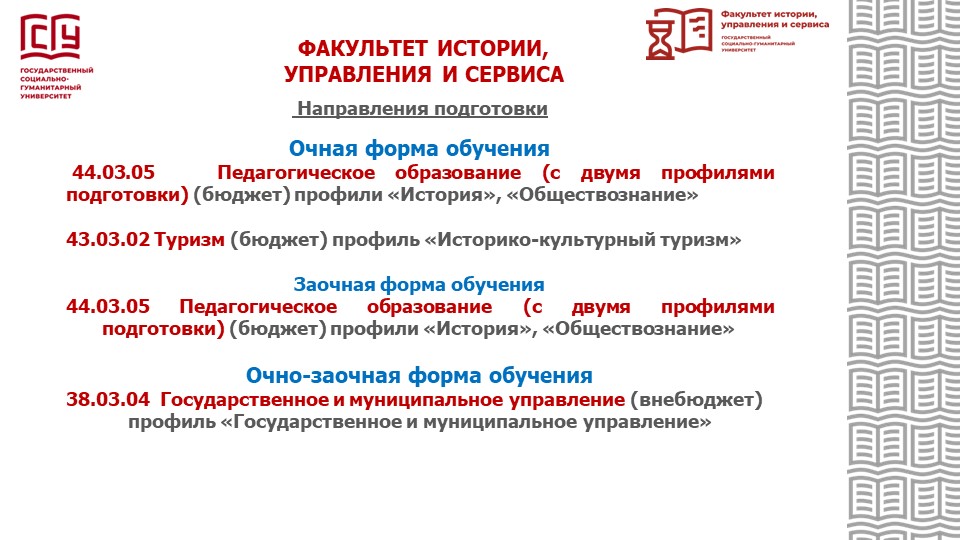 ГСГУ
ГОСУДАРСТВЕННЫЙ
СОЦИАЛЬНО-
ГУМАНИТАРНЫЙ
УНИВЕРСИТЕТ
Факультет истории,
управления и сервиса
ГОСУДАРСТВЕННЫЙ
СОЦИАЛЬНО-ГУМАНИТАРНЫЙ
УНИВЕРСИТЕТ
ФАКУЛЬТЕТ ИСТОРИИ,
УПРАВЛЕНИЯ И СЕРВИСА
Направления подготовки
Очная форма обучения
44.03.05 Педагогическое образование (с двумя профилями
подготовки) (бюджет) профили «История», «Обществознание»
43.03.02 Туризм (бюджет) профиль «Историко-культурный туризм»
Заочная форма обучения
44.03.05 Педагогическое образование (с двумя профилями
подготовки) (бюджет) профили «История», «Обществознание»
Очно-заочная форма обучения
38.03.04 Государственное и муниципальное управление (внебюджет)
профиль «Государственное и муниципальное управление»